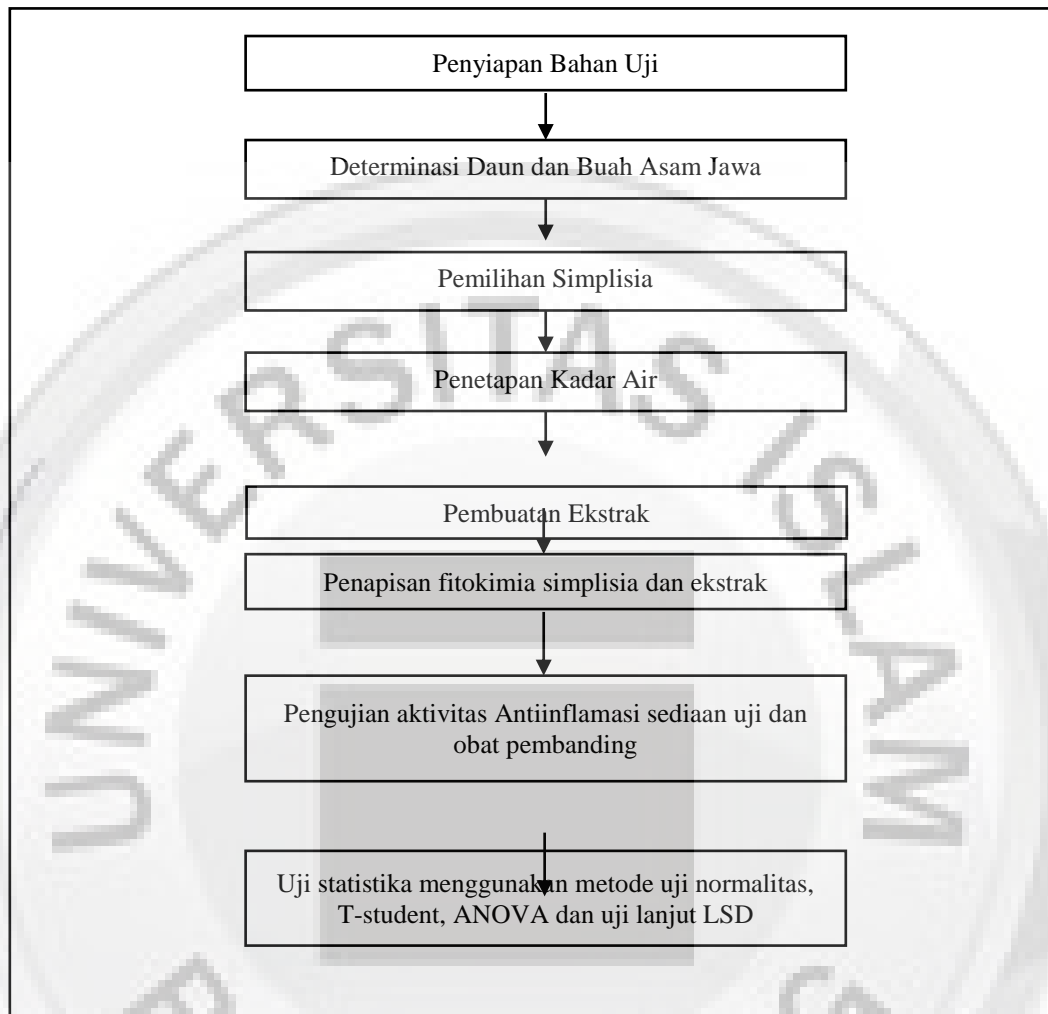 Penyiapan Bahan Uji
Determinasi Daun dan Buah Asam Jawa
Pemilihan Simplisia
Penetapan Kadar Air
Pembuatan Ekstrak
Penapisan fitokimia simplisia dan ekstrak
Pengujian aktivitas Antiinflamasi sediaan uji dan
obat pembanding
Uji statistika menggunakan metode uji normalitas,
T-student, ANOVA dan uji lanjut LSD
UNIVERSITAS ISLAM